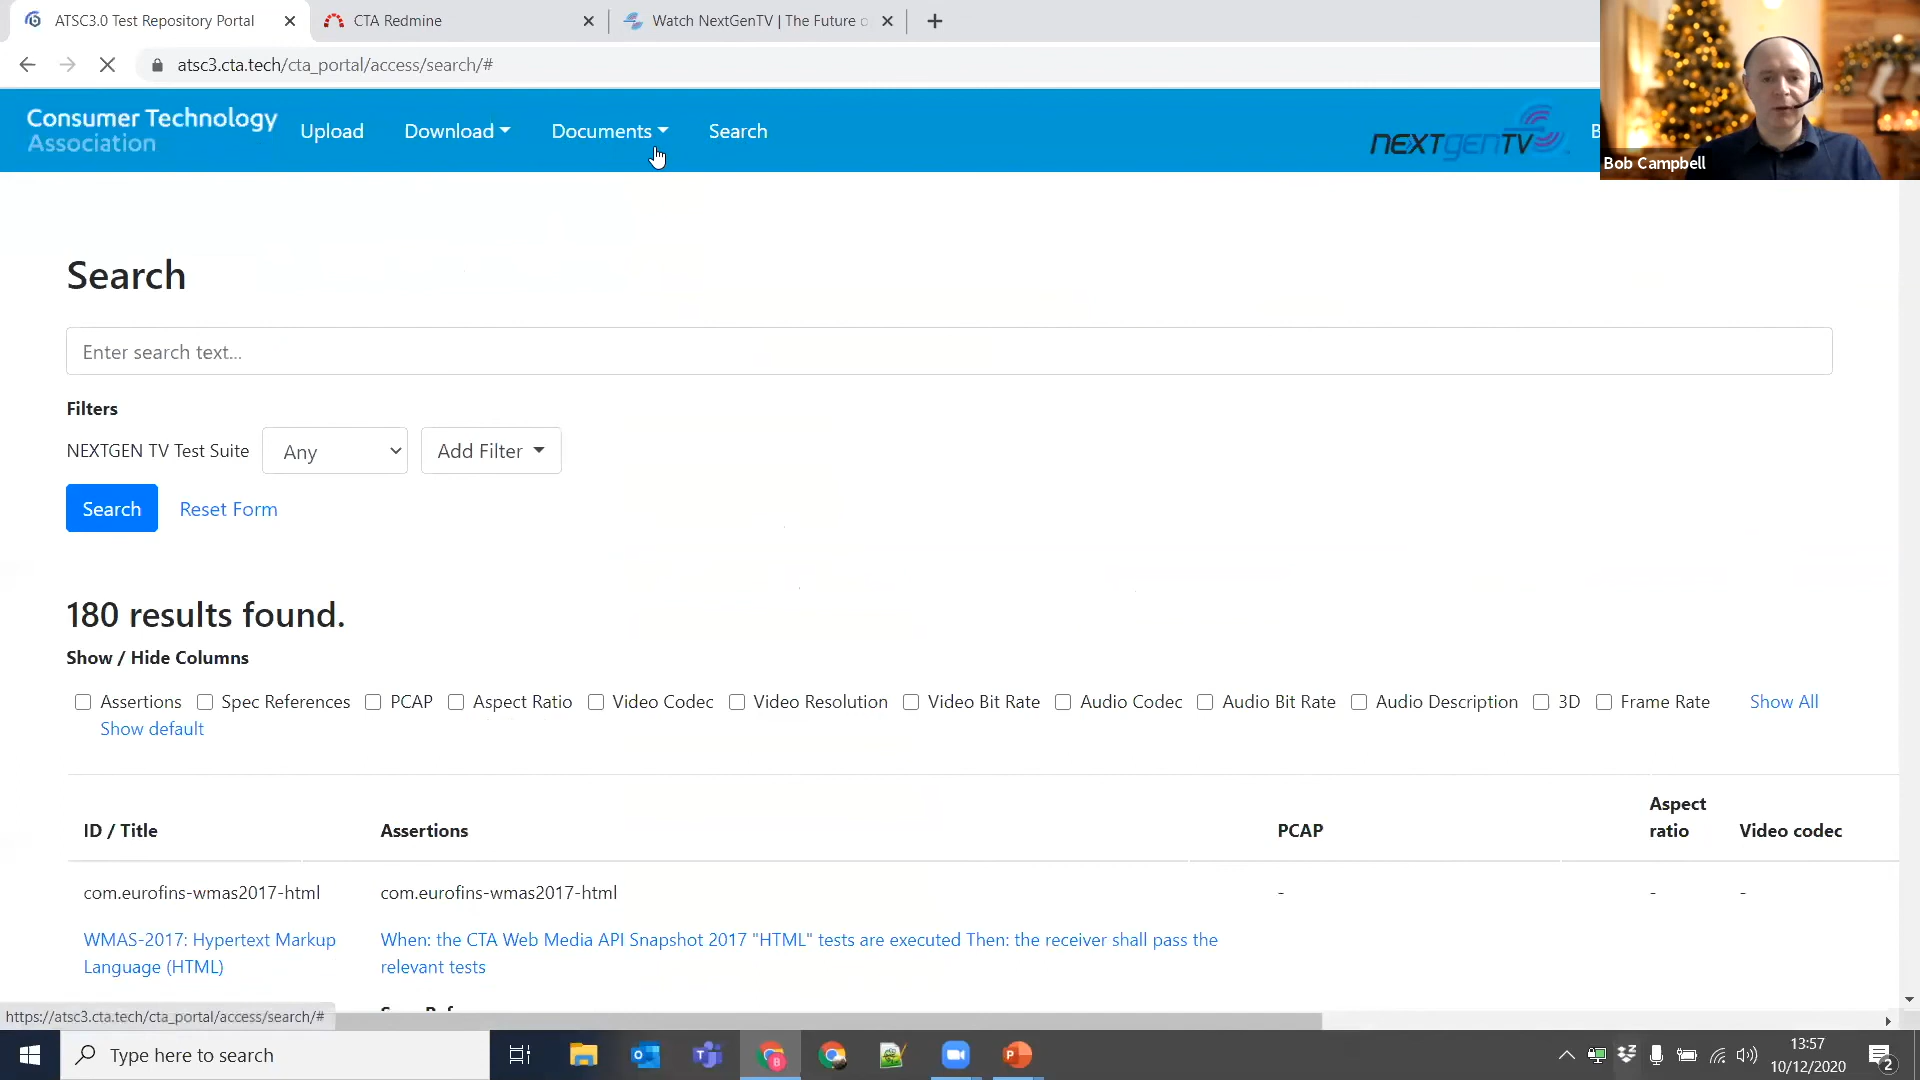 ATSC3.0 Test Repository Portal
CTA Redmine
Watch NextGenTV | The Future o
atsc3.cta.tech/cta_portal/access/search/#
Consumer Technology
Association
Upload
Download
Documents
Search
NEXTGEN TV
B
Bob Campbell
Search
Enter search text...
Filters
NEXTGEN TV Test Suite
Any
Add Filter
Search
Reset Form
180 results found.
Show / Hide Columns
Assertions
Spec References
PCAP
Aspect Ratio
Video Codec
Video Resolution
Video Bit Rate
Audio Codec
Audio Bit Rate
Audio Description
3D
Frame Rate
Show All
Show default
ID / Title
Assertions
PCAP
Aspect
ratio
Video codec
com.eurofins-wmas2017-html
com.eurofins-wmas2017-html
-
-
-
WMAS-2017: Hypertext Markup
Language (HTML)
When: the CTA Web Media API Snapshot 2017 "HTML" tests are executed Then: the receiver shall pass the
relevant tests
https://atsc3.cta.tech/cta_portal/access/search/#
Type here to search
13:57
10/12/2020
2